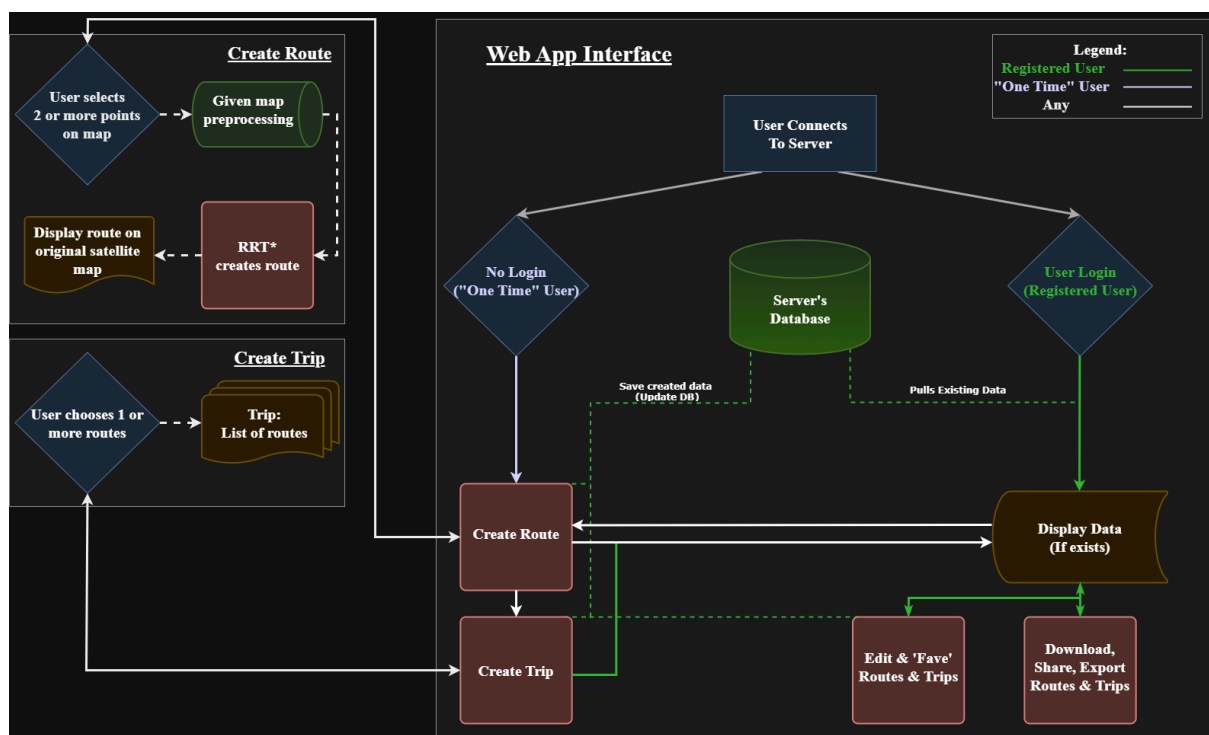 Create Route
User selects
2 or more points
on map
Given map
preprocessing
Display route on
original satellite
map
RRT*
creates route
Create Trip
User chooses 1 or
more routes
Trip:
List of routes
Web App Interface
Legend:
Registered User
"One Time" User
Any
User Connects
To Server
No Login
("One Time" User)
Server's
Database
User Login
(Registered User)
Save created data
(Update DB)
Pulls Existing Data
Create Route
Display Data
(If exists)
Create Trip
Edit & 'Fave'
Routes & Trips
Download,
Share, Export
Routes & Trips